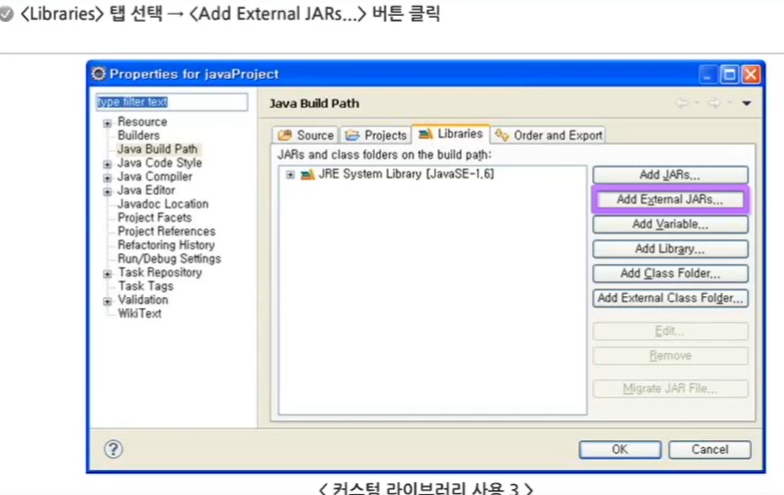 <Libraries> 탭 선택 → <Add External JARs...> 버튼 클릭
Properties for javaProject
type filter text
Resource
Builders
Java Build Path
Java Code Style
Java Compiler
Java Editor
Javadoc Location
Project Facets
Project References
Refactoring History
Run/Debug Settings
Task Repository
Task Tags
Validation
WikiText
Java Build Path
Source Projects Libraries Order and Export
JARs and class folders on the build path:
JRE System Library [JavaSE-1,6]
Add JARs...
Add External JARs...
Add Variable...
Add Library...
Add Class Folder...
Add External Class Folder...
Edit...
Remove
Migrate JAR File...
?
OK Cancel
< 커스텀 라이브러리 사용 3 >